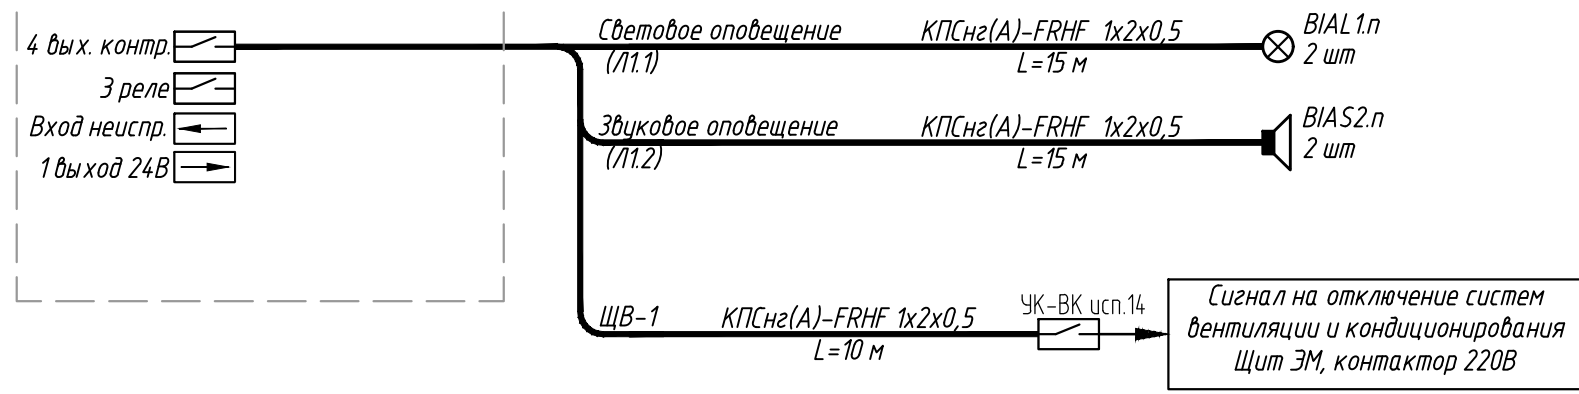 4 вых. контр.
3 реле
Вход неиспр.
1 выход 24В
Световое оповещение КПСнг(А)-FRHF 1х2х0,5
(Л1.1) L=15 м
BIAL1.n
2 шт
Звуковое оповещение КПСнг(А)-FRHF 1х2х0,5
(Л1.2) L=15 м
BIAS2.n
2 шт
ЩВ-1 КПСнг(А)-FRHF 1х2х0,5
L=10 м
УК-ВК исп.14
Сигнал на отключение систем
вентиляции и кондиционирования
Щит ЭМ, контактор 220В